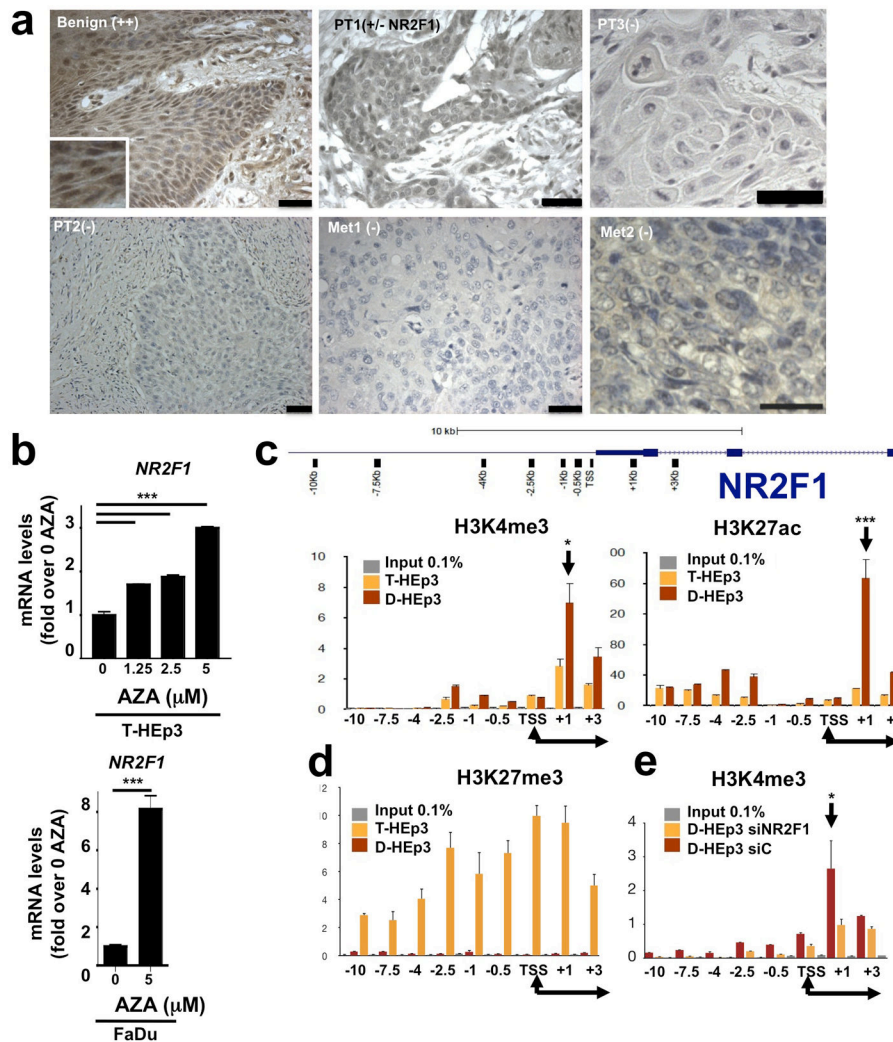 a
Benign (++)
PT1(+/- NR2F1)
PT3(-)
PT2(-)
Met1 (-)
Met2 (-)
b
NR2F1
***
mRNA levels
(fold over 0 AZA)
3
2
1
0
0 1.25 2.5 5
AZA (µM)
T-HEp3
NR2F1
***
mRNA levels
(fold over 0 AZA)
8
6
4
2
0
0 5
AZA (µM)
FaDu
c
10 kb
-10Kb
-7.5Kb
-4Kb
-2.5Kb
-1Kb
-0.5Kb
TSS
+1Kb
+3Kb
NR2F1
H3K4me3
Input 0.1%
T-HEp3
D-HEp3
*
10
8
6
4
2
0
-10 -7.5 -4 -2.5 -1 -0.5 TSS +1 +3
H3K27ac
Input 0.1%
T-HEp3
D-HEp3
***
00
80
60
40
20
0
-10 -7.5 -4 -2.5 -1 -0.5 TSS +1 +
d
H3K27me3
Input 0.1%
T-HEp3
D-HEp3
12
10
8
6
4
2
0
-10 -7.5 -4 -2.5 -1 -0.5 TSS +1 +3
e
H3K4me3
Input 0.1%
D-HEp3 siNR2F1
D-HEp3 siC
*
4
3
2
1
0
-10 -7.5 -4 -2.5 -1 -0.5 TSS +1 +3